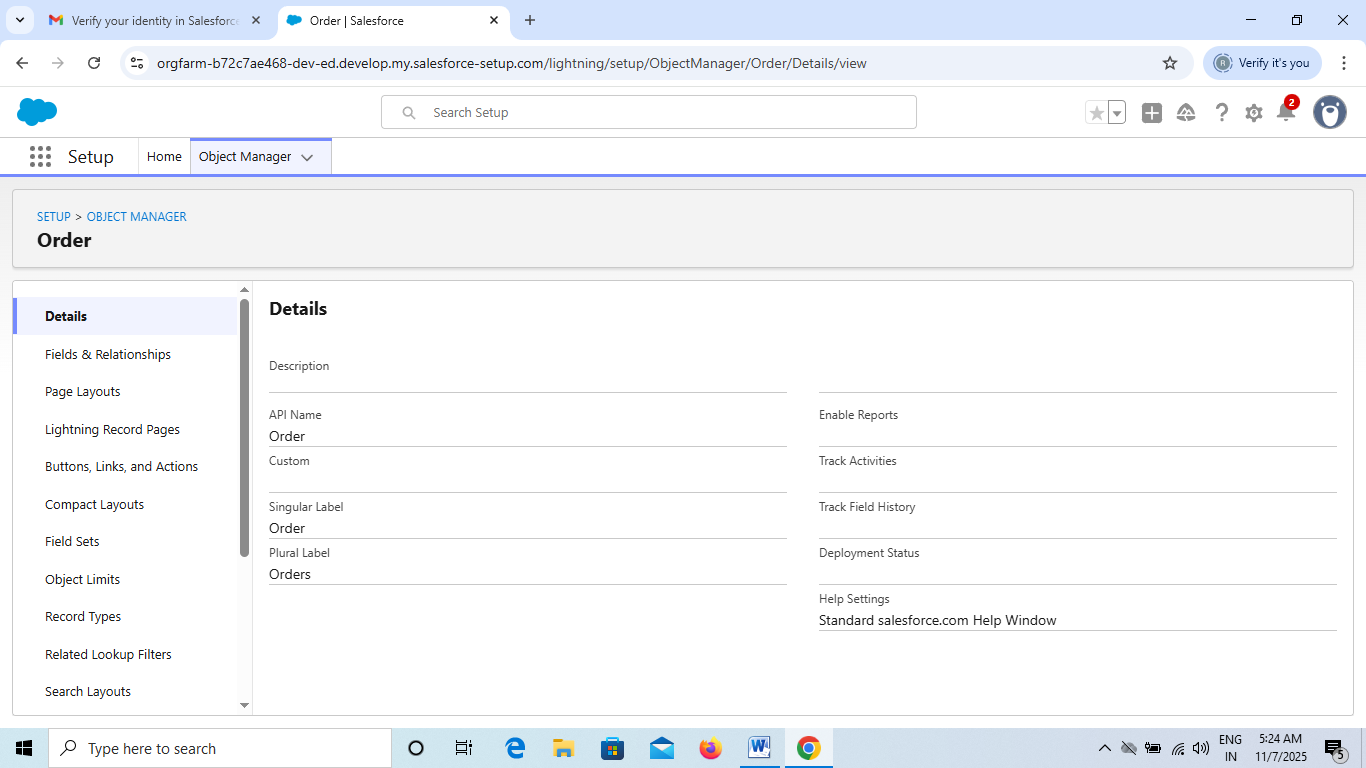 Verify your identity in Salesforce
Order | Salesforce
orgfarm-b72c7ae468-dev-ed.develop.my.salesforce-setup.com/lightning/setup/ObjectManager/Order/Details/view
R
Verify it's you
Search Setup
2
Setup
Home
Object Manager
SETUP > OBJECT MANAGER
Order
Details
Fields & Relationships
Page Layouts
Lightning Record Pages
Buttons, Links, and Actions
Compact Layouts
Field Sets
Object Limits
Record Types
Related Lookup Filters
Search Layouts
Details
Description
API Name
Order
Custom
Singular Label
Order
Plural Label
Orders
Enable Reports
Track Activities
Track Field History
Deployment Status
Help Settings
Standard salesforce.com Help Window
Type here to search
ENG
IN
5:24 AM
11/7/2025
5